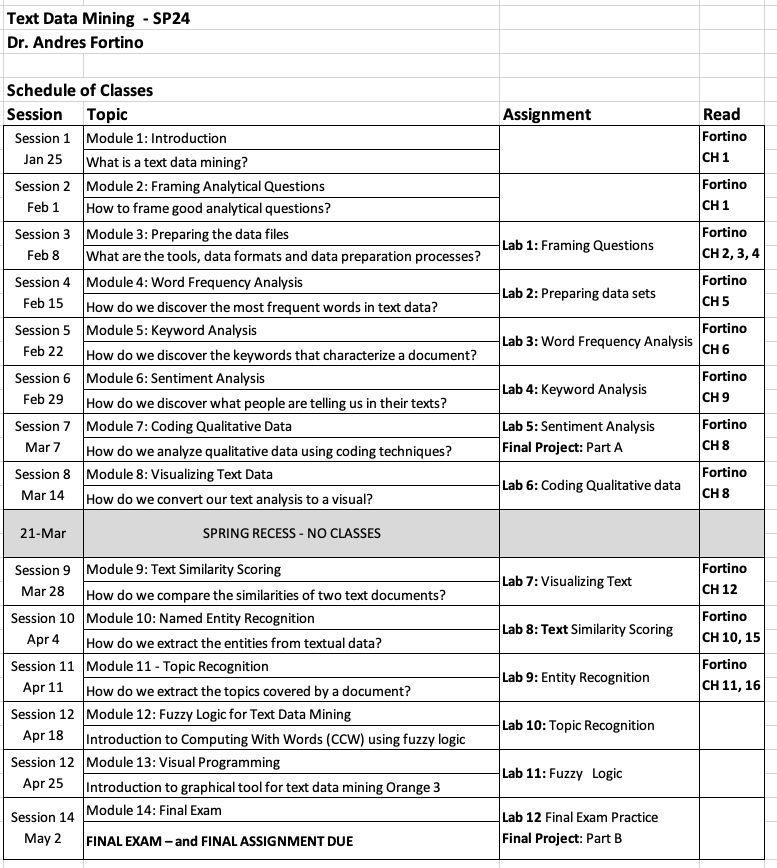 Text Data Mining - SP24
Dr. Andres Fortino
Schedule of Classes
Session Topic Assignment Read
Session 1 Module 1: Introduction Fortino
Jan 25 What is a text data mining? CH 1
Session 2 Module 2: Framing Analytical Questions Fortino
Feb 1 How to frame good analytical questions? CH 1
Session 3 Module 3: Preparing the data files Fortino
Lab 1: Framing Questions
Feb 8 What are the tools, data formats and data preparation processes? CH 2, 3, 4
Session 4 Module 4: Word Frequency Analysis Fortino
Lab 2: Preparing data sets
Feb 15 How do we discover the most frequent words in text data? CH 5
Session 5 Module 5: Keyword Analysis Fortino
Lab 3: Word Frequency Analysis
Feb 22 How do we discover the keywords that characterize a document? CH 6
Session 6 Module 6: Sentiment Analysis Fortino
Lab 4: Keyword Analysis
Feb 29 How do we discover what people are telling us in their texts? CH 9
Session 7 Module 7: Coding Qualitative Data Lab 5: Sentiment Analysis Fortino
Mar 7 How do we analyze qualitative data using coding techniques? Final Project: Part A CH 8
Session 8 Module 8: Visualizing Text Data Fortino
Lab 6: Coding Qualitative data
Mar 14 How do we convert our text analysis to a visual? CH 8
21-Mar SPRING RECESS - NO CLASSES
Session 9 Module 9: Text Similarity Scoring Fortino
Lab 7: Visualizing Text
Mar 28 How do we compare the similarities of two text documents? CH 12
Session 10 Module 10: Named Entity Recognition Fortino
Lab 8: Text Similarity Scoring
Apr 4 How do we extract the entities from textual data? CH 10, 15
Session 11 Module 11 - Topic Recognition Fortino
Lab 9: Entity Recognition
Apr 11 How do we extract the topics covered by a document? CH 11, 16
Session 12 Module 12: Fuzzy Logic for Text Data Mining
Lab 10: Topic Recognition
Apr 18 Introduction to Computing With Words (CCW) using fuzzy logic
Session 12 Module 13: Visual Programming
Lab 11: Fuzzy Logic
Apr 25 Introduction to graphical tool for text data mining Orange 3
Session 14 Module 14: Final Exam Lab 12 Final Exam Practice
May 2 FINAL EXAM – and FINAL ASSIGNMENT DUE Final Project: Part B